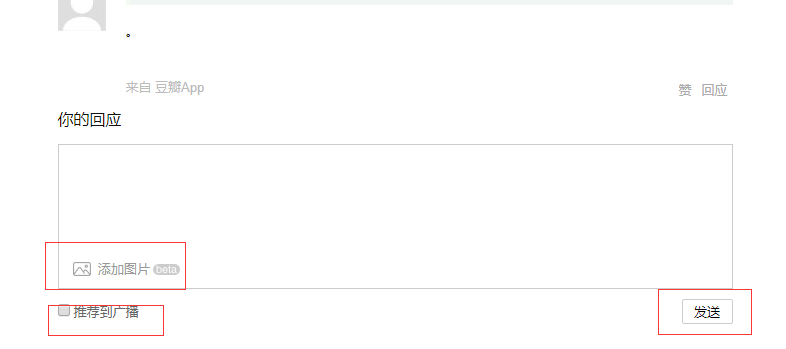 。
来自 豆瓣App
赞 回应
你的回应
添加图片 beta
推荐到广播
发送